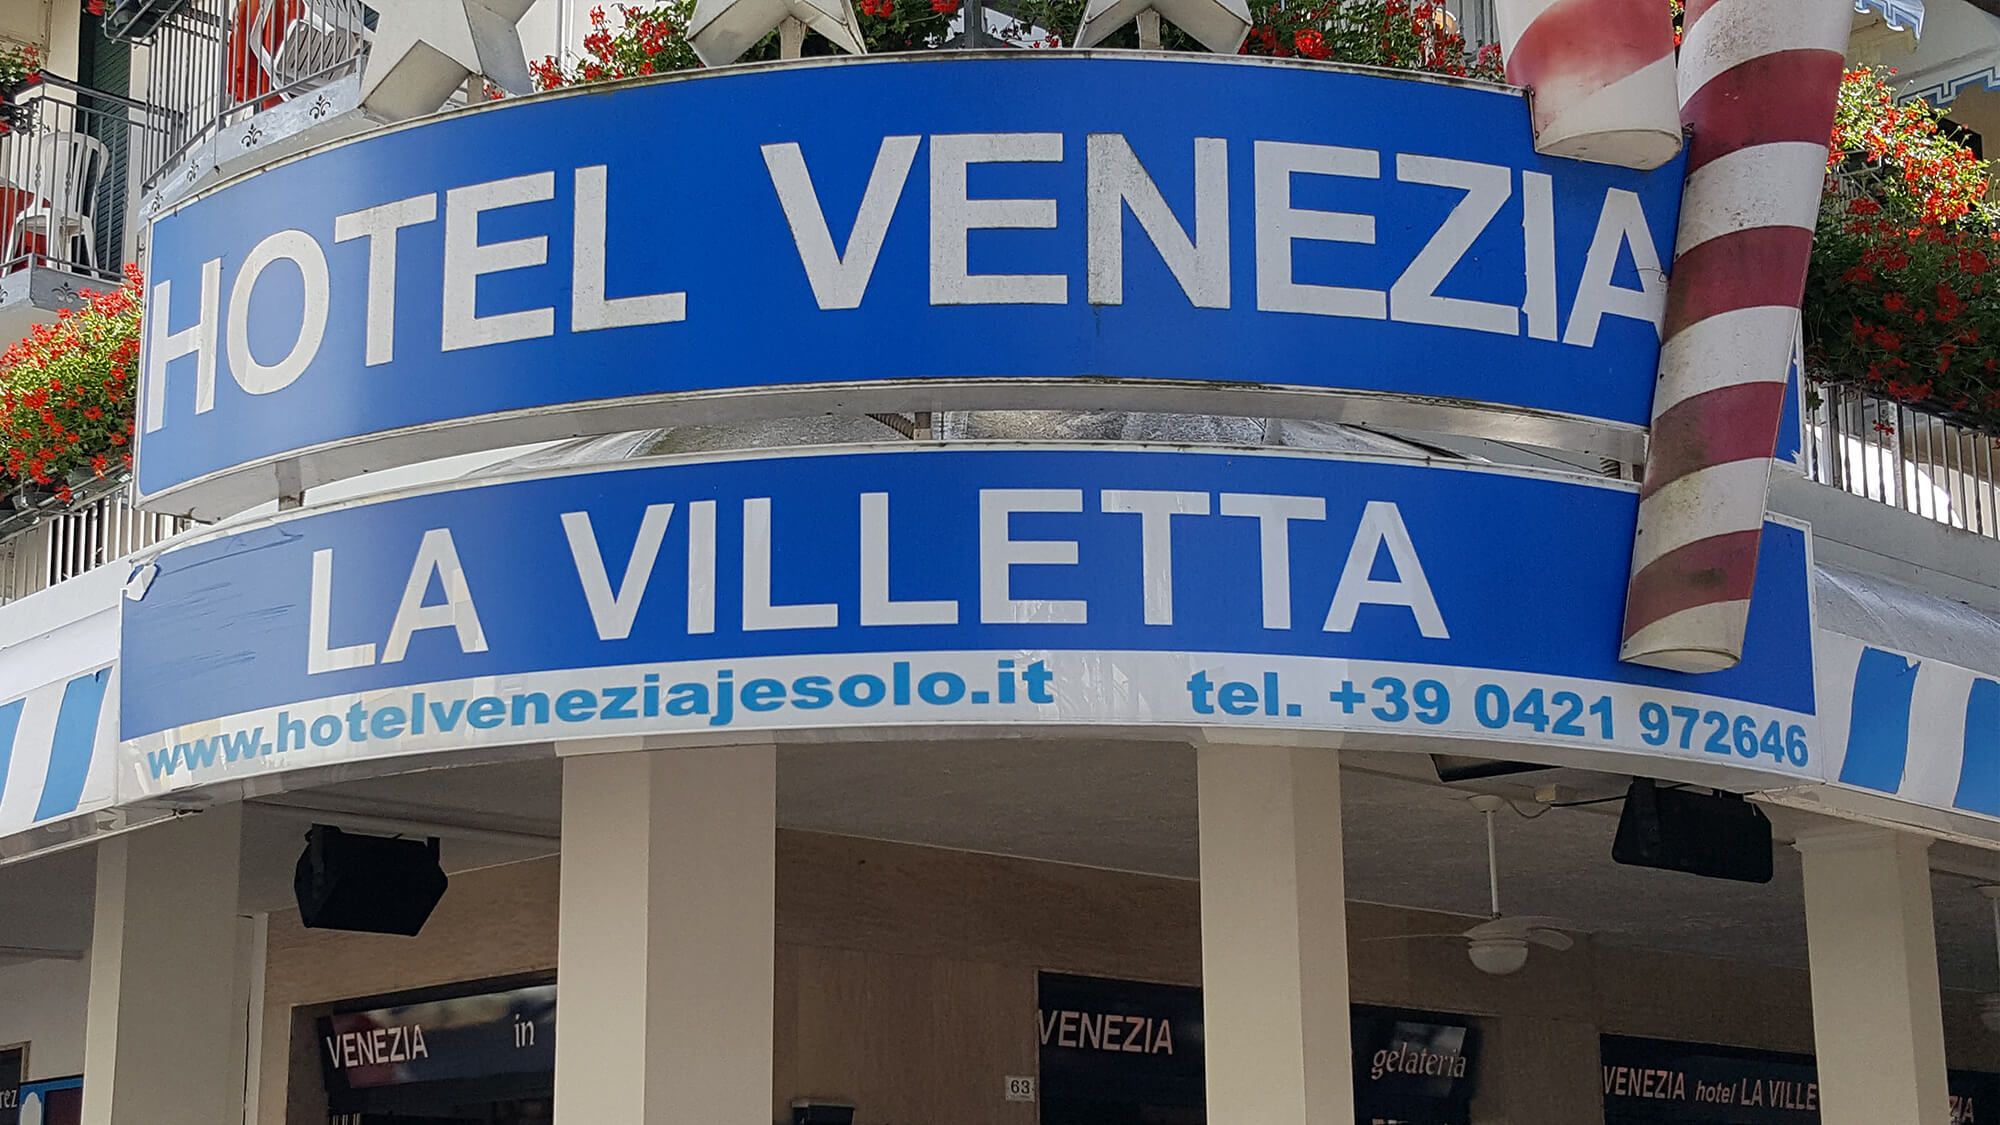 HOTEL VENEZIA
LA VILLETTA
www.hotelveneziajesolo.it tel. +39 0421 972646
VENEZIA in
VENEZIA
gelateria
VENEZIA hotel LA VILLE
63